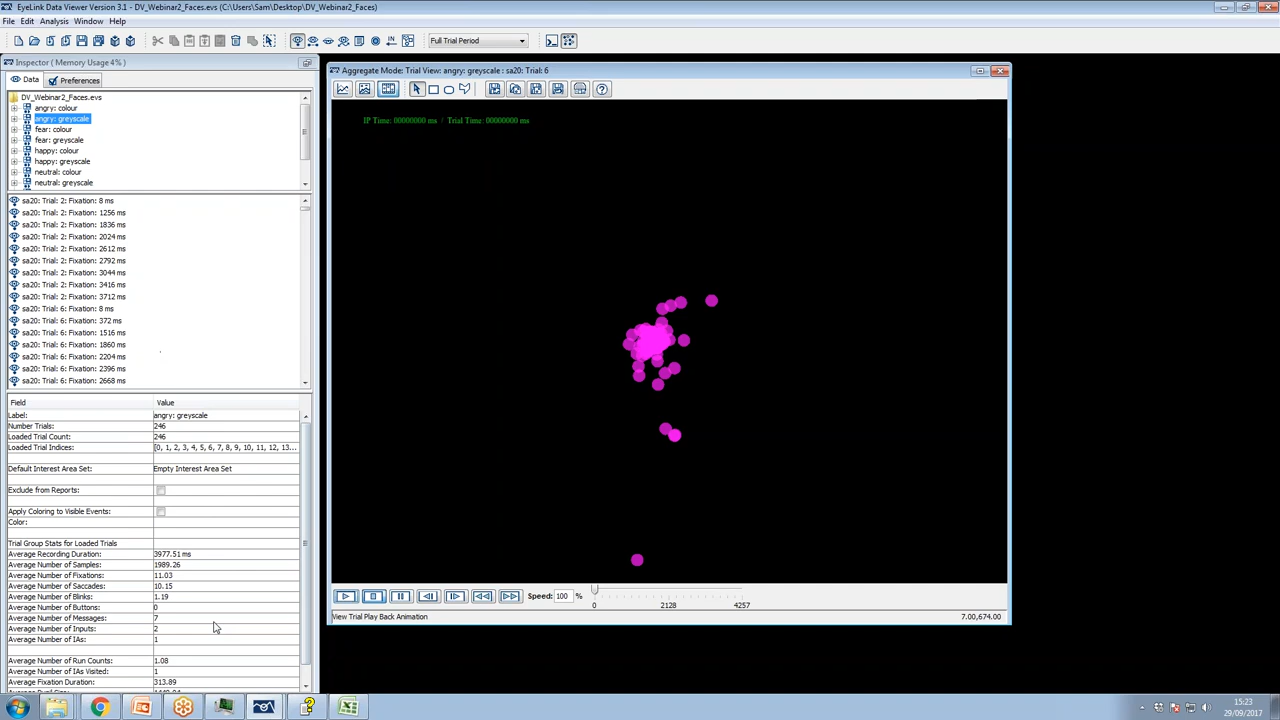 EyeLink Data Viewer Version 3.1 - DV_Webinar2_Faces.evs (C:\Users\Sam\Desktop\DV_Webinar2_Faces)
File Edit Analysis Window Help
Full Trial Period
Inspector ( Memory Usage 4% )
Data Preferences
DV_Webinar2_Faces.evs
angry: colour
angry: greyscale
fear: colour
fear: greyscale
happy: colour
happy: greyscale
neutral: colour
neutral: greyscale
sa20: Trial: 2: Fixation: 8 ms
sa20: Trial: 2: Fixation: 1256 ms
sa20: Trial: 2: Fixation: 1836 ms
sa20: Trial: 2: Fixation: 2024 ms
sa20: Trial: 2: Fixation: 2612 ms
sa20: Trial: 2: Fixation: 2792 ms
sa20: Trial: 2: Fixation: 3044 ms
sa20: Trial: 2: Fixation: 3416 ms
sa20: Trial: 2: Fixation: 3712 ms
sa20: Trial: 6: Fixation: 8 ms
sa20: Trial: 6: Fixation: 372 ms
sa20: Trial: 6: Fixation: 1516 ms
sa20: Trial: 6: Fixation: 1860 ms
sa20: Trial: 6: Fixation: 2204 ms
sa20: Trial: 6: Fixation: 2396 ms
sa20: Trial: 6: Fixation: 2668 ms
Field Value
Label: angry: greyscale
Number Trials: 246
Loaded Trial Count: 246
Loaded Trial Indices: [0, 1, 2, 3, 4, 5, 6, 7, 8, 9, 10, 11, 12, 13...
Default Interest Area Set: Empty Interest Area Set
Exclude from Reports:
Apply Coloring to Visible Events:
Color:
Trial Group Stats for Loaded Trials
Average Recording Duration: 3977.51 ms
Average Number of Samples: 1989.26
Average Number of Fixations: 11.03
Average Number of Saccades: 10.15
Average Number of Blinks: 1.19
Average Number of Buttons: 0
Average Number of Messages: 7
Average Number of Inputs: 2
Average Number of IAs: 1
Average Number of Run Counts: 1.08
Average Number of IAs Visited: 1
Average Fixation Duration: 313.89
Aggregate Mode: Trial View: angry: greyscale : sa20: Trial: 6
IP Time: 00000000 ms / Trial Time: 00000000 ms
Speed: 100 %
0 2128 4257
View Trial Play Back Animation 7.00,674.00
IN
15:23
29/09/2017